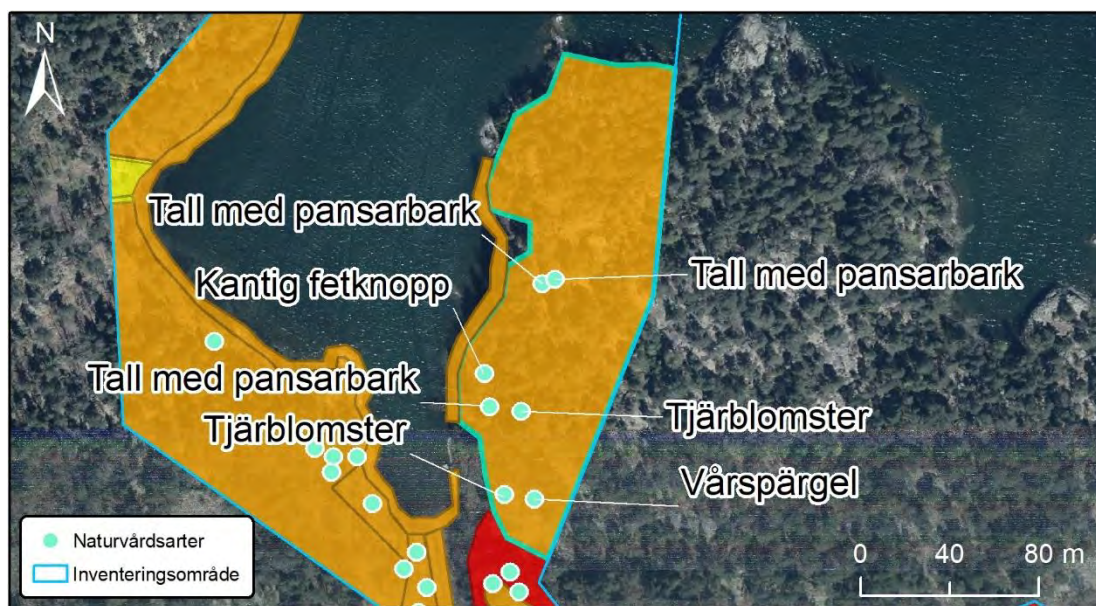 N
Tall med pansarbark
Tall med pansarbark
Kantig fetknopp
Tall med pansarbark
Tjärblomster
Tjärblomster
Vårspärgel
Naturvårdsarter
Inventeringsområde
0 40 80 m